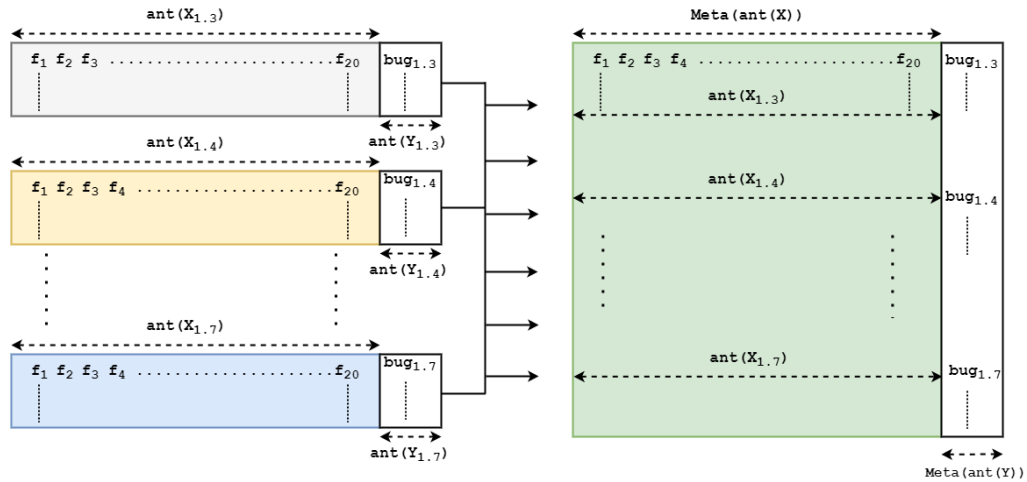 ant(X1.3)
f1 f2 f3 ........................f20
bug1.3
ant(Y1.3)
ant(X1.4)
f1 f2 f3 f4 .....................f20
bug1.4
ant(Y1.4)
ant(X1.7)
f1 f2 f3 f4 .....................f20
bug1.7
ant(Y1.7)
Meta(ant(X))
f1 f2 f3 f4 .....................f20
bug1.3
ant(X1.3)
ant(X1.4)
bug1.4
ant(X1.7)
bug1.7
Meta(ant(Y))